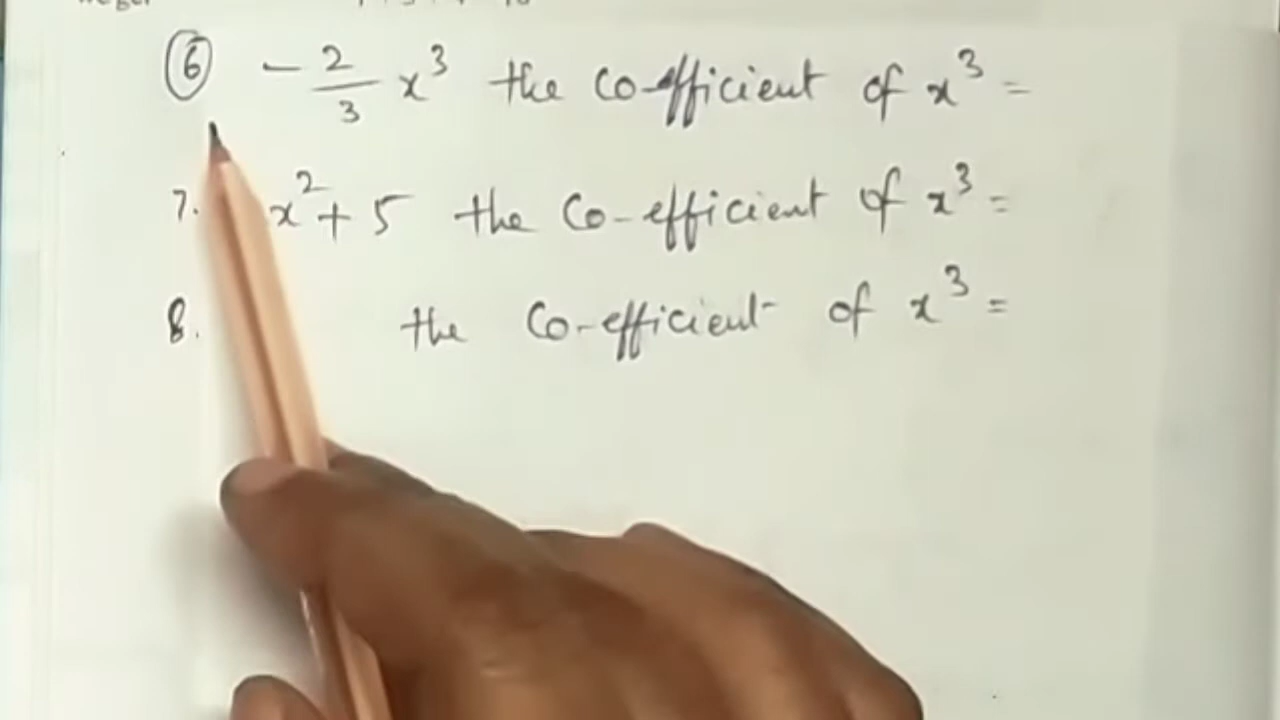 ⑥ -2/3 x³ the co-efficient of x³ =
7. x² + 5 the Co-efficient of x³ =
8. the Co-efficient of x³ =